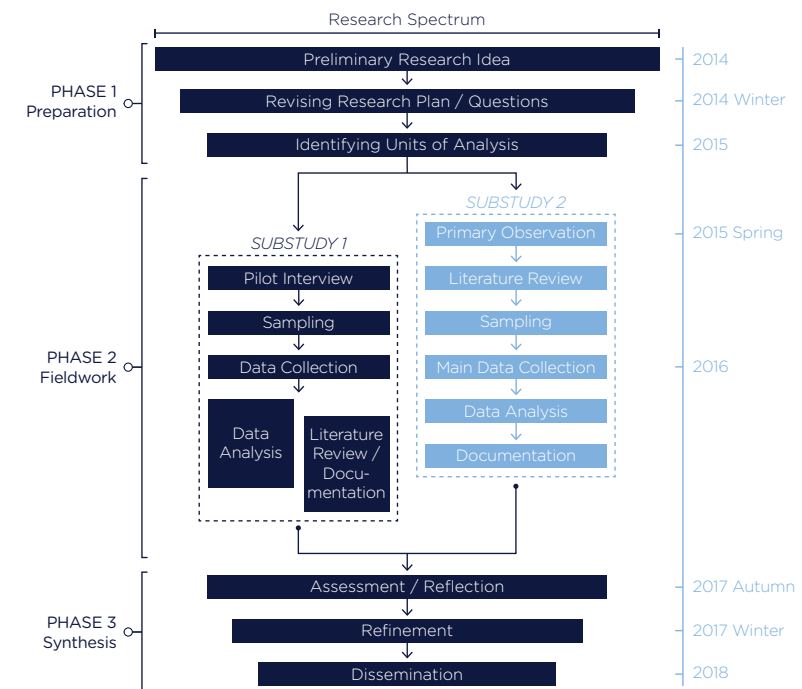 Research Spectrum
PHASE 1
Preparation
Preliminary Research Idea
2014
Revising Research Plan / Questions
2014 Winter
Identifying Units of Analysis
2015
PHASE 2
Fieldwork
SUBSTUDY 1
Pilot Interview
Sampling
Data Collection
Data
Analysis
Literature
Review /
Docu-
mentation
SUBSTUDY 2
Primary Observation
Literature Review
Sampling
Main Data Collection
Data Analysis
Documentation
2015 Spring
2016
PHASE 3
Synthesis
Assessment / Reflection
2017 Autumn
Refinement
2017 Winter
Dissemination
2018